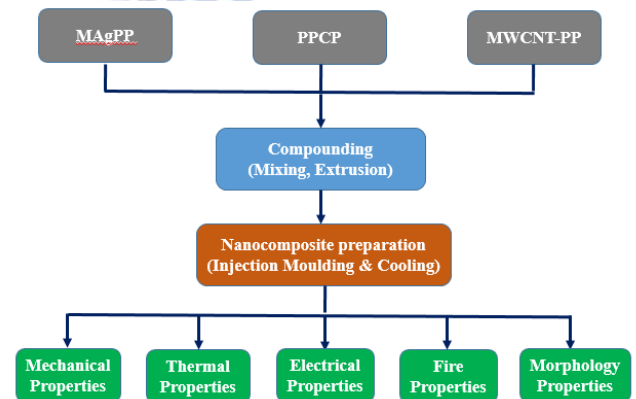 MAgPP
PPCP
MWCNT-PP
Compounding
(Mixing, Extrusion)
Nanocomposite preparation
(Injection Moulding & Cooling)
Mechanical
Properties
Thermal
Properties
Electrical
Properties
Fire
Properties
Morphology
Properties